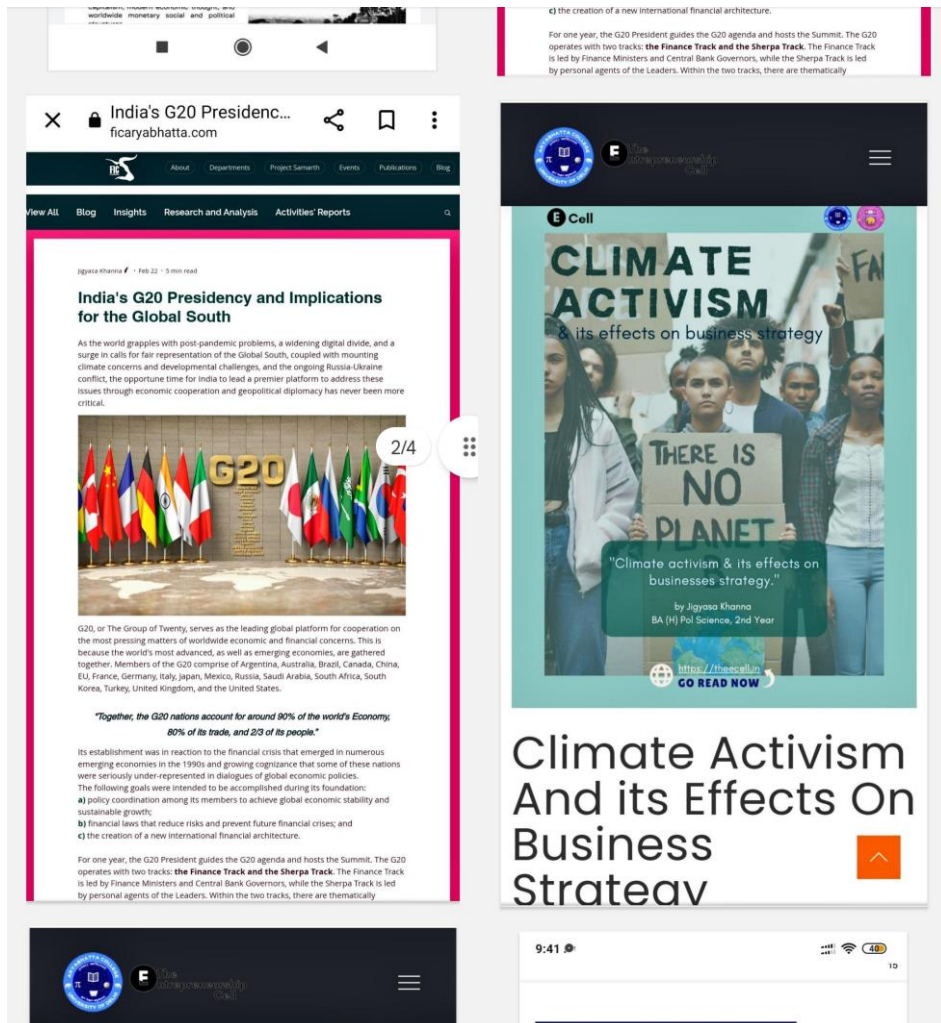 capitalism, modern economic thought, and
worldwide monetary social and political
c) the creation of a new international financial architecture.
For one year, the G20 President guides the G20 agenda and hosts the Summit. The G20
operates with two tracks: the Finance Track and the Sherpa Track. The Finance Track
is led by Finance Ministers and Central Bank Governors, while the Sherpa Track is led
by personal agents of the Leaders. Within the two tracks, there are thematically
India's G20 Presidenc...
ficaryabhatta.com
FIC
About Departments Project Samarth Events Publications Blog
View All Blog Insights Research and Analysis Activities' Reports
Jigyasa Khanna · Feb 22 · 5 min read
India's G20 Presidency and Implications
for the Global South
As the world grapples with post-pandemic problems, a widening digital divide, and a
surge in calls for fair representation of the Global South, coupled with mounting
climate concerns and developmental challenges, and the ongoing Russia-Ukraine
conflict, the opportune time for India to lead a premier platform to address these
issues through economic cooperation and geopolitical diplomacy has never been more
critical.
G20
2/4
G20, or The Group of Twenty, serves as the leading global platform for cooperation on
the most pressing matters of worldwide economic and financial concerns. This is
because the world's most advanced, as well as emerging economies, are gathered
together. Members of the G20 comprise of Argentina, Australia, Brazil, Canada, China,
EU, France, Germany, Italy, Japan, Mexico, Russia, Saudi Arabia, South Africa, South
Korea, Turkey, United Kingdom, and the United States.
"Together, the G20 nations account for around 90% of the world's Economy,
80% of its trade, and 2/3 of its people."
Its establishment was in reaction to the financial crisis that emerged in numerous
emerging economies in the 1990s and growing cognizance that some of these nations
were seriously under-represented in dialogues of global economic policies.
The following goals were intended to be accomplished during its foundation:
a) policy coordination among its members to achieve global economic stability and
sustainable growth;
b) financial laws that reduce risks and prevent future financial crises; and
c) the creation of a new international financial architecture.
For one year, the G20 President guides the G20 agenda and hosts the Summit. The G20
operates with two tracks: the Finance Track and the Sherpa Track. The Finance Track
is led by Finance Ministers and Central Bank Governors, while the Sherpa Track is led
by personal agents of the Leaders. Within the two tracks, there are thematically
ARYABHATTA COLLEGE
UNIVERSITY OF DELHI
E
The
Entrepreneurship
Cell
E Cell
CLIMATE
ACTIVISM
& its effects on business strategy
FA
THERE IS
NO
PLANET
"Climate activism & its effects on
businesses strategy."
by Jigyasa Khanna
BA (H) Pol Science, 2nd Year
https://theecell.in
GO READ NOW
Climate Activism
And its Effects On
Business
Strategy
ARYABHATTA COLLEGE
UNIVERSITY OF DELHI
E
The
Entrepreneurship
Cell
9:41
40